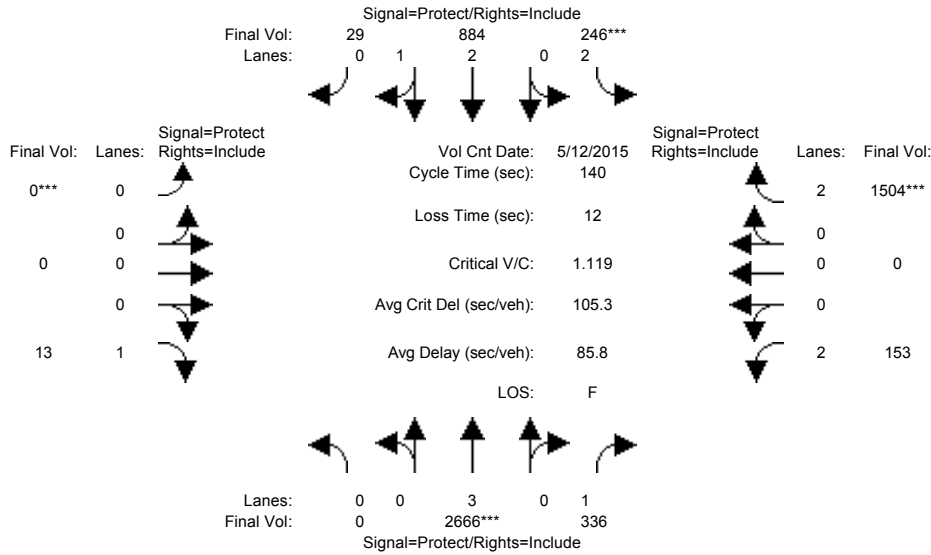 Signal=Protect/Rights=Include
Final Vol: 29 884 246***
Lanes: 0 1 2 0 2
Signal=Protect Signal=Protect
Final Vol: Lanes: Rights=Include Vol Cnt Date: 5/12/2015 Rights=Include Lanes: Final Vol:
Cycle Time (sec): 140
0*** 0 2 1504***
Loss Time (sec): 12
0 0
0 0 Critical V/C: 1.119 0 0
0 Avg Crit Del (sec/veh): 105.3 0
13 1 Avg Delay (sec/veh): 85.8 2 153
LOS: F
Lanes: 0 0 3 0 1
Final Vol: 0 2666*** 336
Signal=Protect/Rights=Include